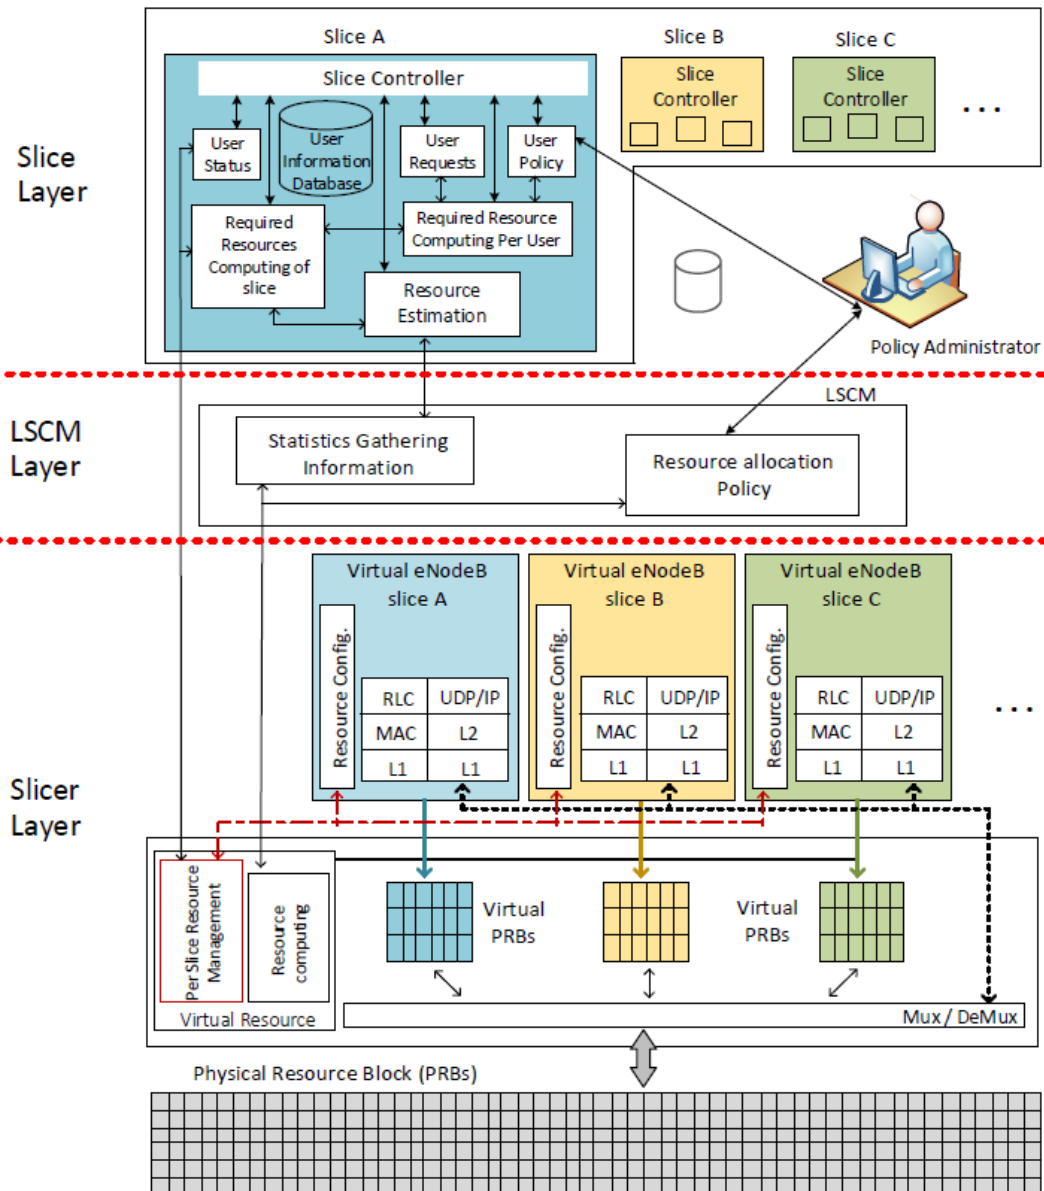 Slice A
Slice B
Slice C
Slice Controller
Slice
Controller
Slice
Controller
. . .
Slice
Layer
User
Status
User
Information
Database
User
Requests
User
Policy
Required
Resources
Computing of
slice
Required Resource
Computing Per User
Resource
Estimation
Policy Administrator
LSCM
LSCM
Layer
Statistics Gathering
Information
Resource allocation
Policy
Virtual eNodeB
slice A
Virtual eNodeB
slice B
Virtual eNodeB
slice C
Resource Config.
RLC UDP/IP
MAC L2
L1 L1
Resource Config.
RLC UDP/IP
MAC L2
L1 L1
Resource Config.
RLC UDP/IP
MAC L2
L1 L1
. . .
Slicer
Layer
Per Slice Resource
Management
Resource
computing
Virtual Resource
Virtual
PRBs
Virtual
PRBs
Mux / DeMux
Physical Resource Block (PRBs)